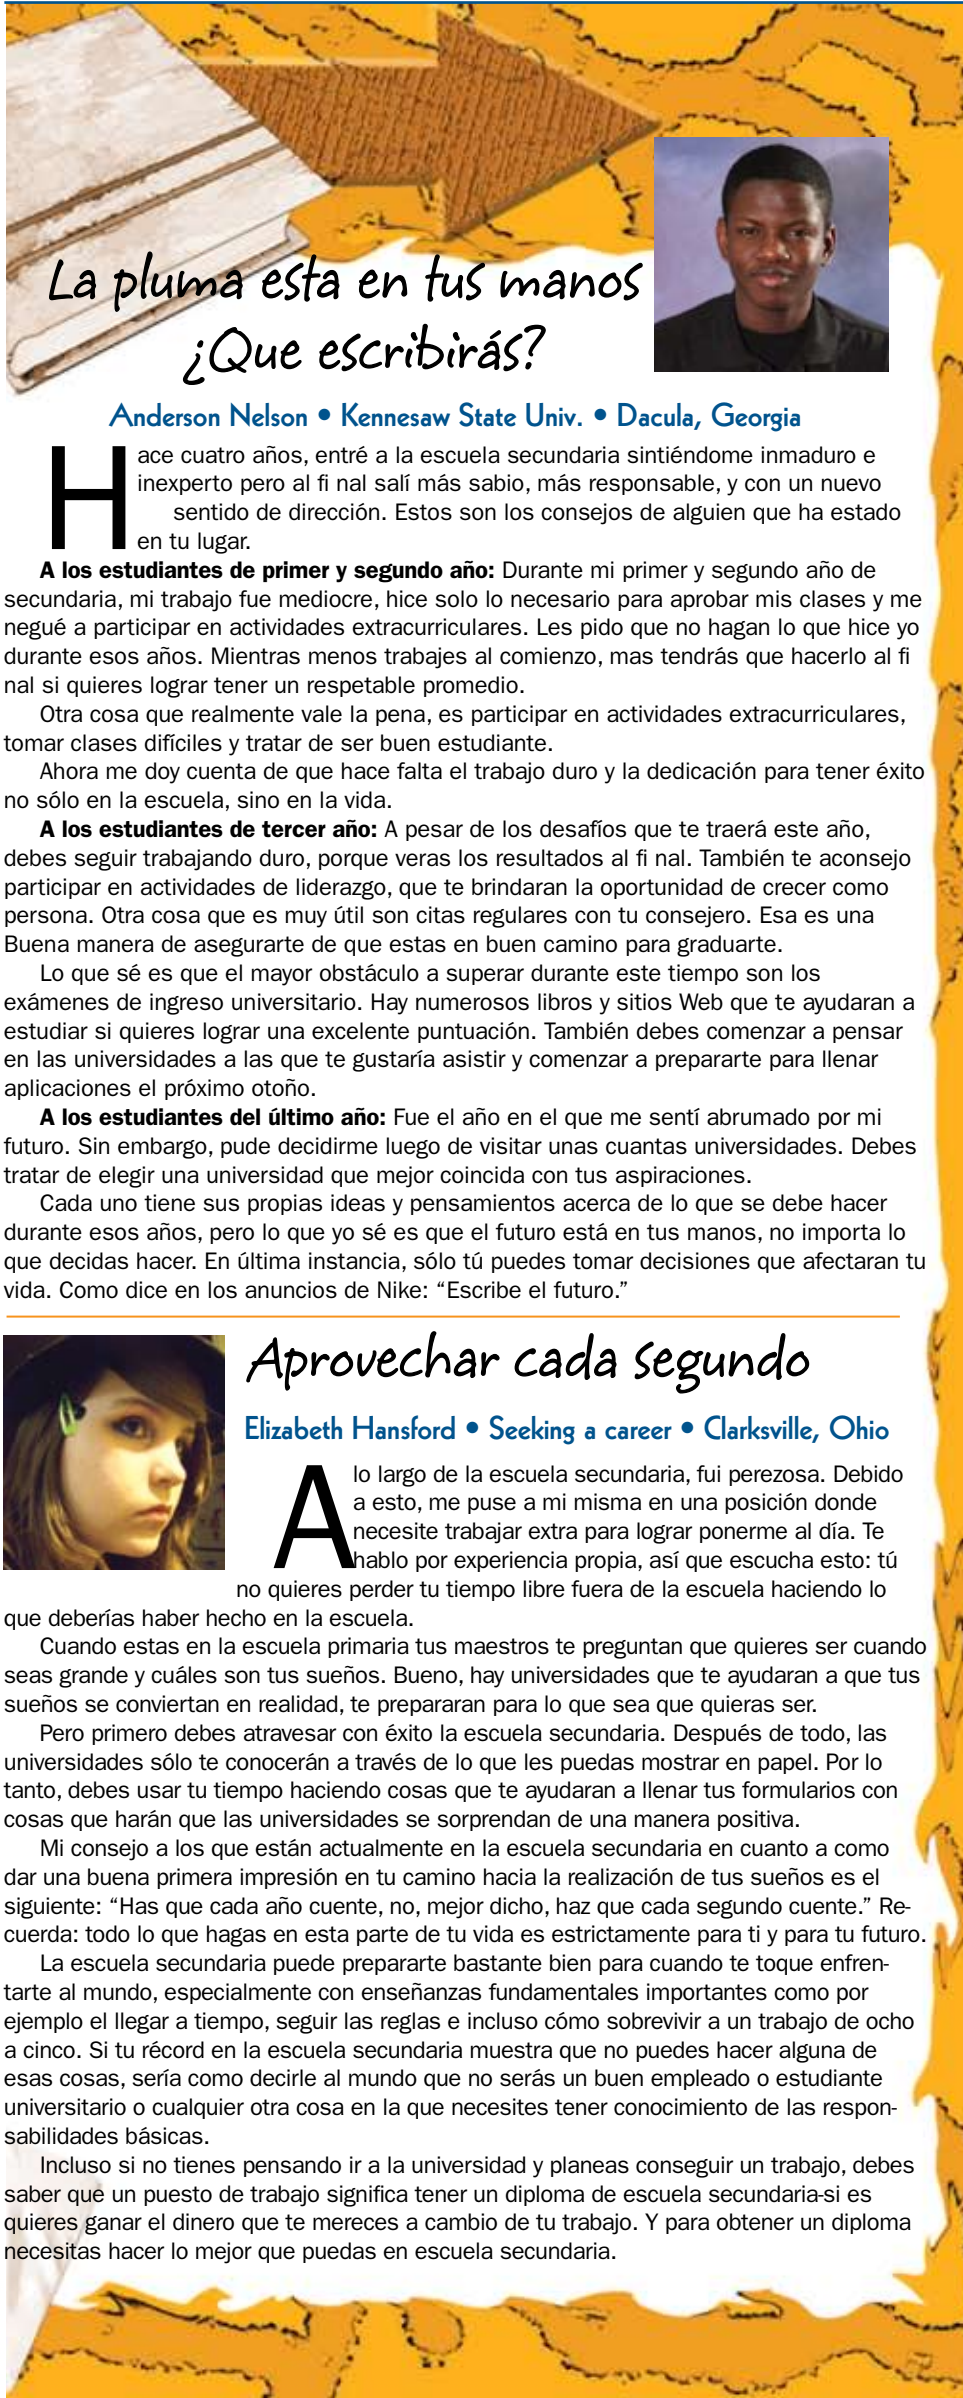 La pluma esta en tus manos
¿Que escribirás?
Anderson Nelson • Kennesaw State Univ. • Dacula, Georgia
Hace cuatro años, entré a la escuela secundaria sintiéndome inmaduro e
inexperto pero al fi nal salí más sabio, más responsable, y con un nuevo
sentido de dirección. Estos son los consejos de alguien que ha estado
en tu lugar.
A los estudiantes de primer y segundo año: Durante mi primer y segundo año de
secundaria, mi trabajo fue mediocre, hice solo lo necesario para aprobar mis clases y me
negué a participar en actividades extracurriculares. Les pido que no hagan lo que hice yo
durante esos años. Mientras menos trabajes al comienzo, mas tendrás que hacerlo al fi
nal si quieres lograr tener un respetable promedio.
Otra cosa que realmente vale la pena, es participar en actividades extracurriculares,
tomar clases difíciles y tratar de ser buen estudiante.
Ahora me doy cuenta de que hace falta el trabajo duro y la dedicación para tener éxito
no sólo en la escuela, sino en la vida.
A los estudiantes de tercer año: A pesar de los desafíos que te traerá este año,
debes seguir trabajando duro, porque veras los resultados al fi nal. También te aconsejo
participar en actividades de liderazgo, que te brindaran la oportunidad de crecer como
persona. Otra cosa que es muy útil son citas regulares con tu consejero. Esa es una
Buena manera de asegurarte de que estas en buen camino para graduarte.
Lo que sé es que el mayor obstáculo a superar durante este tiempo son los
exámenes de ingreso universitario. Hay numerosos libros y sitios Web que te ayudaran a
estudiar si quieres lograr una excelente puntuación. También debes comenzar a pensar
en las universidades a las que te gustaría asistir y comenzar a prepararte para llenar
aplicaciones el próximo otoño.
A los estudiantes del último año: Fue el año en el que me sentí abrumado por mi
futuro. Sin embargo, pude decidirme luego de visitar unas cuantas universidades. Debes
tratar de elegir una universidad que mejor coincida con tus aspiraciones.
Cada uno tiene sus propias ideas y pensamientos acerca de lo que se debe hacer
durante esos años, pero lo que yo sé es que el futuro está en tus manos, no importa lo
que decidas hacer. En última instancia, sólo tú puedes tomar decisiones que afectaran tu
vida. Como dice en los anuncios de Nike: “Escribe el futuro.”
Aprovechar cada segundo
Elizabeth Hansford • Seeking a career • Clarksville, Ohio
A lo largo de la escuela secundaria, fui perezosa. Debido
a esto, me puse a mi misma en una posición donde
necesite trabajar extra para lograr ponerme al día. Te
hablo por experiencia propia, así que escucha esto: tú
no quieres perder tu tiempo libre fuera de la escuela haciendo lo
que deberías haber hecho en la escuela.
Cuando estas en la escuela primaria tus maestros te preguntan que quieres ser cuando
seas grande y cuáles son tus sueños. Bueno, hay universidades que te ayudaran a que tus
sueños se conviertan en realidad, te prepararan para lo que sea que quieras ser.
Pero primero debes atravesar con éxito la escuela secundaria. Después de todo, las
universidades sólo te conocerán a través de lo que les puedas mostrar en papel. Por lo
tanto, debes usar tu tiempo haciendo cosas que te ayudaran a llenar tus formularios con
cosas que harán que las universidades se sorprendan de una manera positiva.
Mi consejo a los que están actualmente en la escuela secundaria en cuanto a como
dar una buena primera impresión en tu camino hacia la realización de tus sueños es el
siguiente: “Has que cada año cuente, no, mejor dicho, haz que cada segundo cuente.” Re-
cuerda: todo lo que hagas en esta parte de tu vida es estrictamente para ti y para tu futuro.
La escuela secundaria puede prepararte bastante bien para cuando te toque enfren-
tarte al mundo, especialmente con enseñanzas fundamentales importantes como por
ejemplo el llegar a tiempo, seguir las reglas e incluso cómo sobrevivir a un trabajo de ocho
a cinco. Si tu récord en la escuela secundaria muestra que no puedes hacer alguna de
esas cosas, sería como decirle al mundo que no serás un buen empleado o estudiante
universitario o cualquier otra cosa en la que necesites tener conocimiento de las respon-
sabilidades básicas.
Incluso si no tienes pensando ir a la universidad y planeas conseguir un trabajo, debes
saber que un puesto de trabajo significa tener un diploma de escuela secundaria-si es
quieres ganar el dinero que te mereces a cambio de tu trabajo. Y para obtener un diploma
necesitas hacer lo mejor que puedas en escuela secundaria.